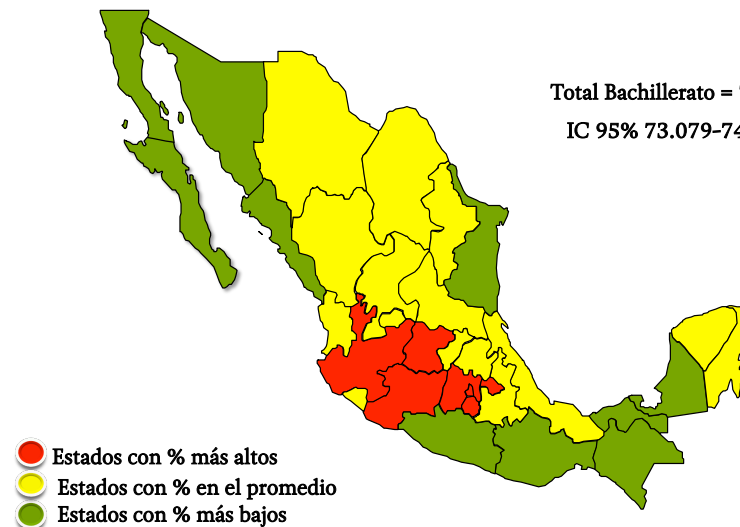 Total Bachillerato =
IC 95% 73.079-74
Estados con % más altos
Estados con % en el promedio
Estados con % más bajos